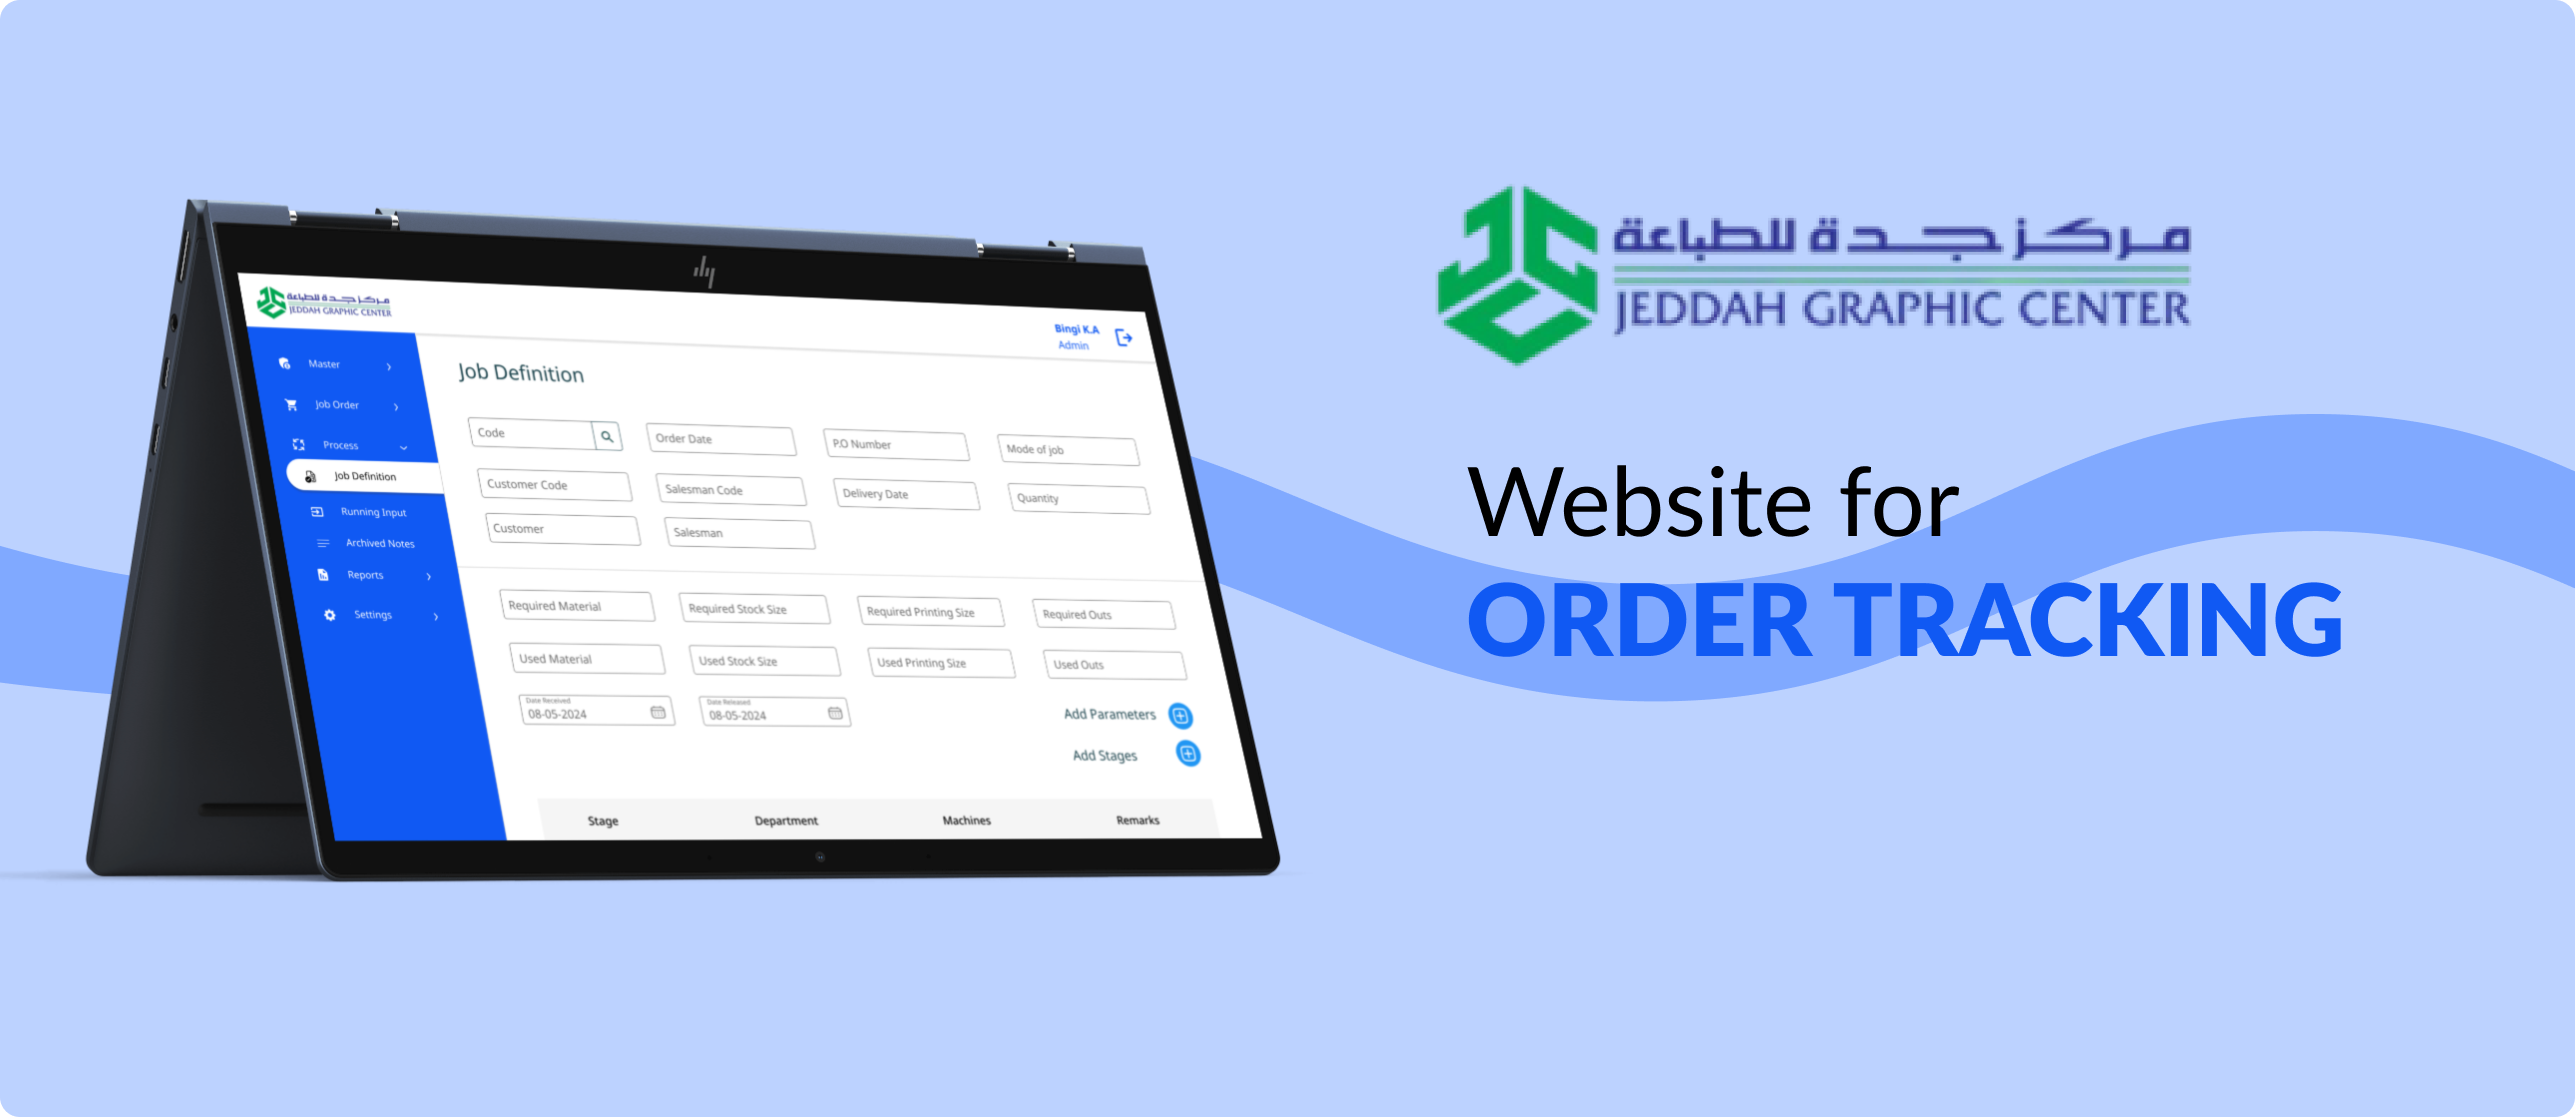 مركز جدة للطباعة
JEDDAH GRAPHIC CENTER
Bingi K.A
Admin
Master
Job Order
Process
Job Definition
Running Input
Archived Notes
Reports
Settings
Job Definition
Code
Order Date
P.O Number
Mode of job
Customer Code
Salesman Code
Delivery Date
Quantity
Customer
Salesman
Required Material
Required Stock Size
Required Printing Size
Required Outs
Used Material
Used Stock Size
Used Printing Size
Used Outs
Date Received
08-05-2024
Date Released
08-05-2024
Add Parameters
Add Stages
Stage Department Machines Remarks
hp
مركز جدة للطباعة
JEDDAH GRAPHIC CENTER
Website for
ORDER TRACKING